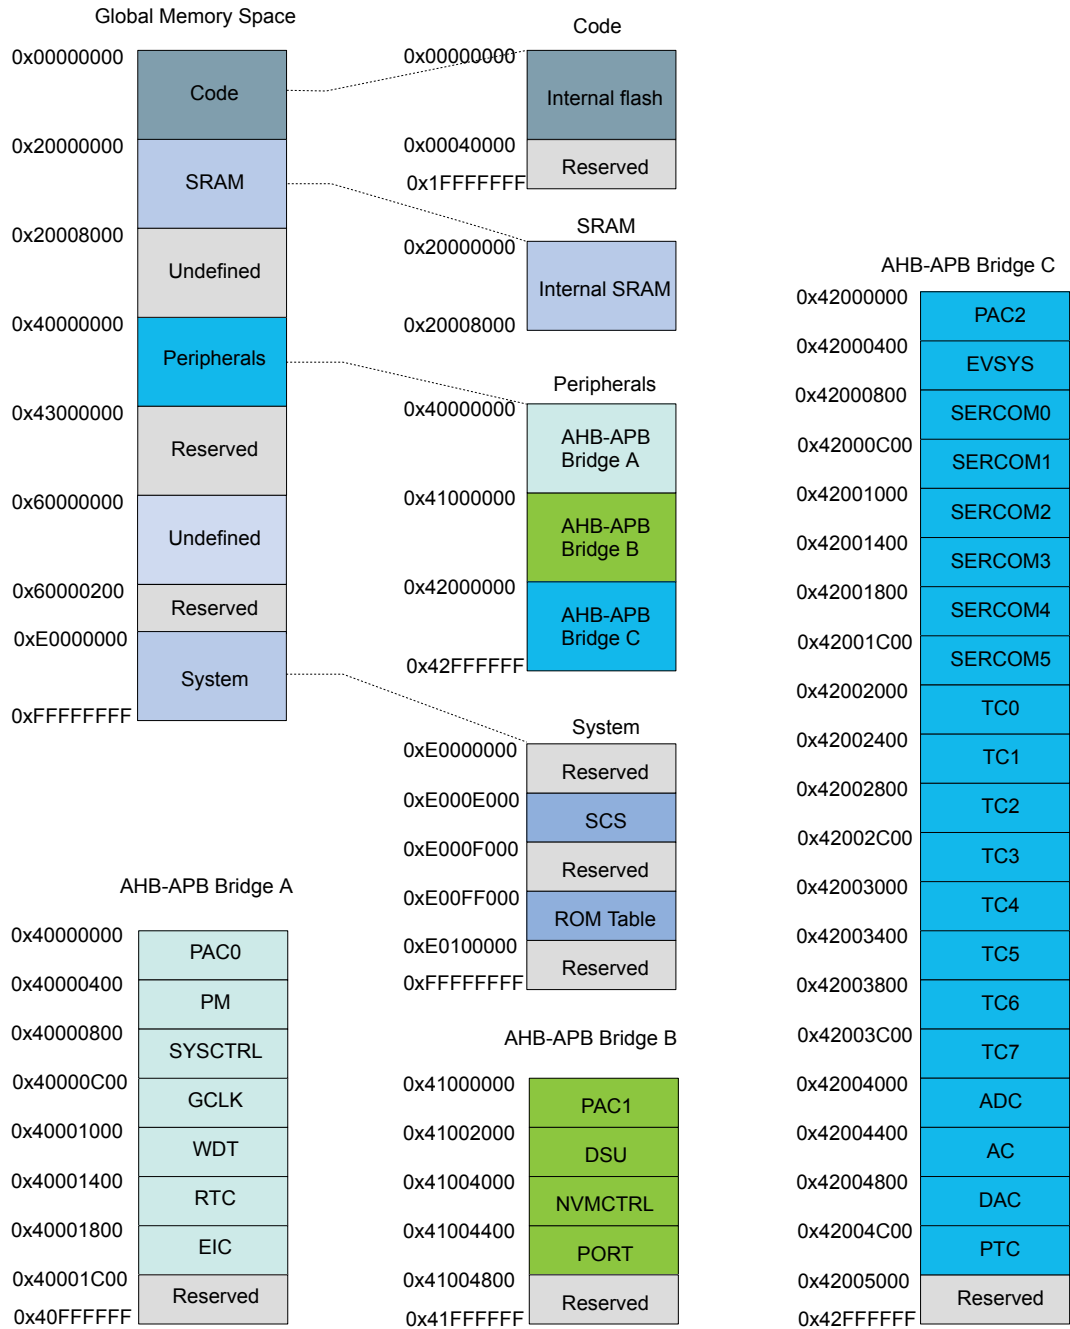 Global Memory Space
0x00000000
Code
0x20000000
SRAM
0x20008000
Undefined
0x40000000
Peripherals
0x43000000
Reserved
0x60000000
Undefined
0x60000200
Reserved
0xE0000000
System
0xFFFFFFFF
Code
0x00000000
Internal flash
0x00040000
Reserved
0x1FFFFFFF
SRAM
0x20000000
Internal SRAM
0x20008000
Peripherals
0x40000000
AHB-APB
Bridge A
0x41000000
AHB-APB
Bridge B
0x42000000
AHB-APB
Bridge C
0x42FFFFFF
System
0xE0000000
Reserved
0xE000E000
SCS
0xE000F000
Reserved
0xE00FF000
ROM Table
0xE0100000
Reserved
0xFFFFFFFF
AHB-APB Bridge A
0x40000000
PAC0
0x40000400
PM
0x40000800
SYSCTRL
0x40000C00
GCLK
0x40001000
WDT
0x40001400
RTC
0x40001800
EIC
0x40001C00
Reserved
0x40FFFFFF
AHB-APB Bridge B
0x41000000
PAC1
0x41002000
DSU
0x41004000
NVMCTRL
0x41004400
PORT
0x41004800
Reserved
0x41FFFFFF
AHB-APB Bridge C
0x42000000
PAC2
0x42000400
EVSYS
0x42000800
SERCOM0
0x42000C00
SERCOM1
0x42001000
SERCOM2
0x42001400
SERCOM3
0x42001800
SERCOM4
0x42001C00
SERCOM5
0x42002000
TC0
0x42002400
TC1
0x42002800
TC2
0x42002C00
TC3
0x42003000
TC4
0x42003400
TC5
0x42003800
TC6
0x42003C00
TC7
0x42004000
ADC
0x42004400
AC
0x42004800
DAC
0x42004C00
PTC
0x42005000
Reserved
0x42FFFFFF